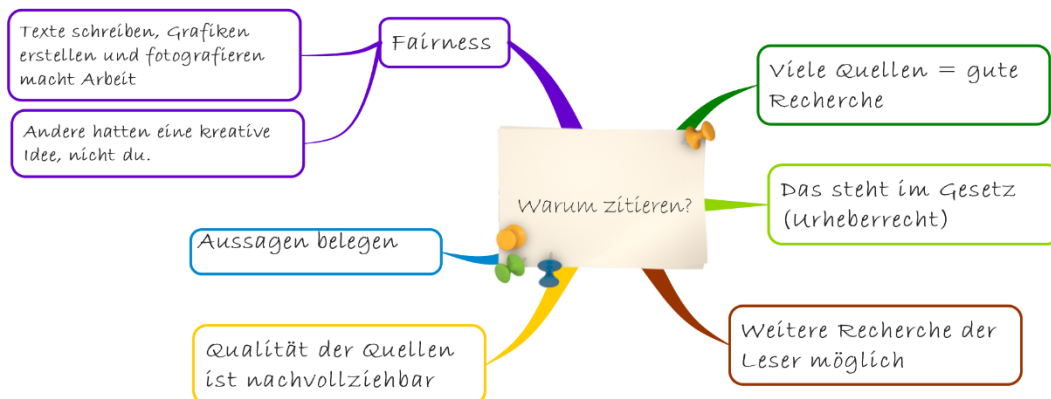 Texte schreiben, Grafiken
erstellen und fotografieren
macht Arbeit
Fairness
Andere hatten eine kreative
Idee, nicht du.
Viele Quellen = gute
Recherche
Warum zitieren?
Das steht im Gesetz
(Urheberrecht)
Aussagen belegen
Qualität der Quellen
ist nachvollziehbar
Weitere Recherche der
Leser möglich